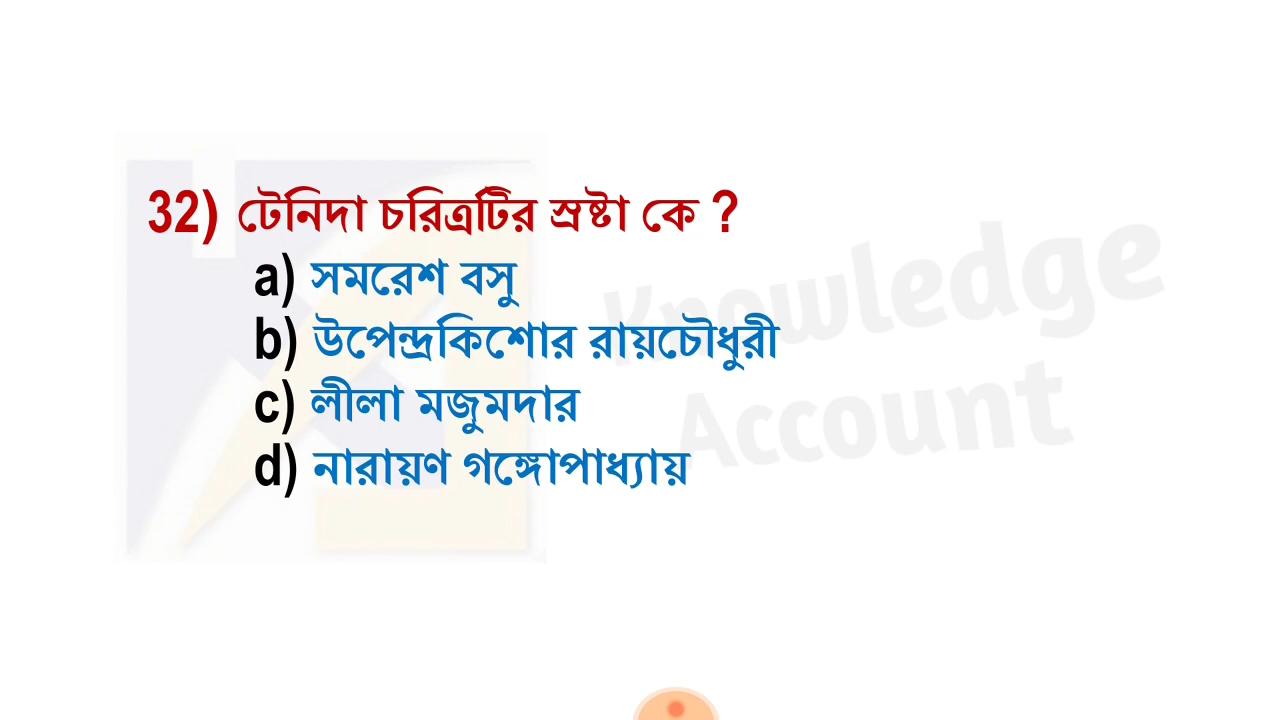 32) টেনিদা চরিত্রটির স্রষ্টা কে ?
a) সমরেশ বসু
b) উপেন্দ্রকিশোর রায়চৌধুরী
c) লীলা মজুমদার
d) নারায়ণ গঙ্গোপাধ্যায়
Knowledge
Account